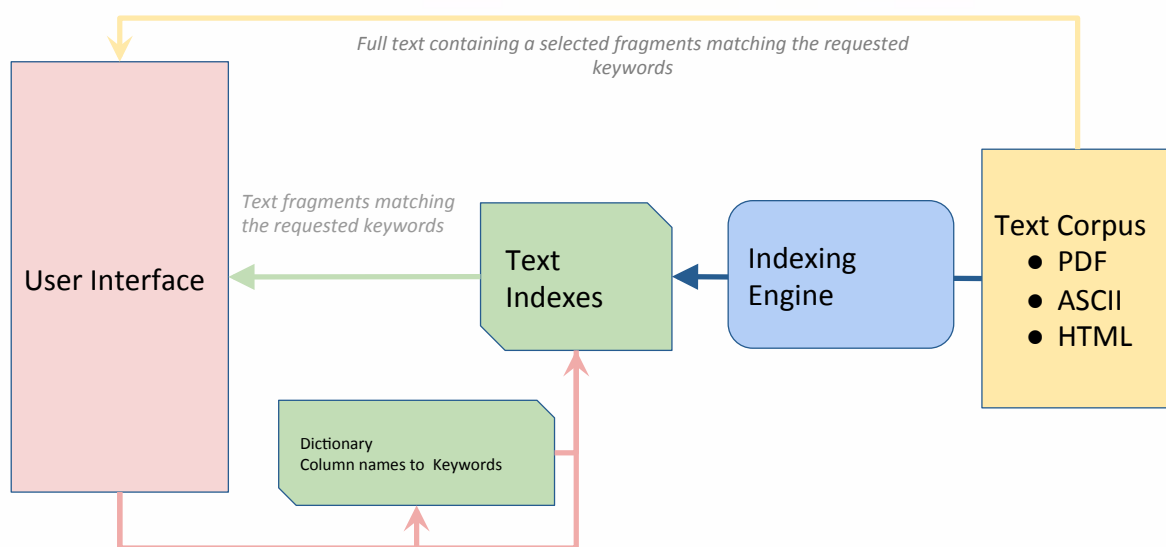 Full text containing a selected fragments matching the requested
keywords
Text fragments matching
the requested keywords
User Interface
Text
Indexes
Indexing
Engine
Text Corpus
● PDF
● ASCII
● HTML
Dictionary
Column names to Keywords